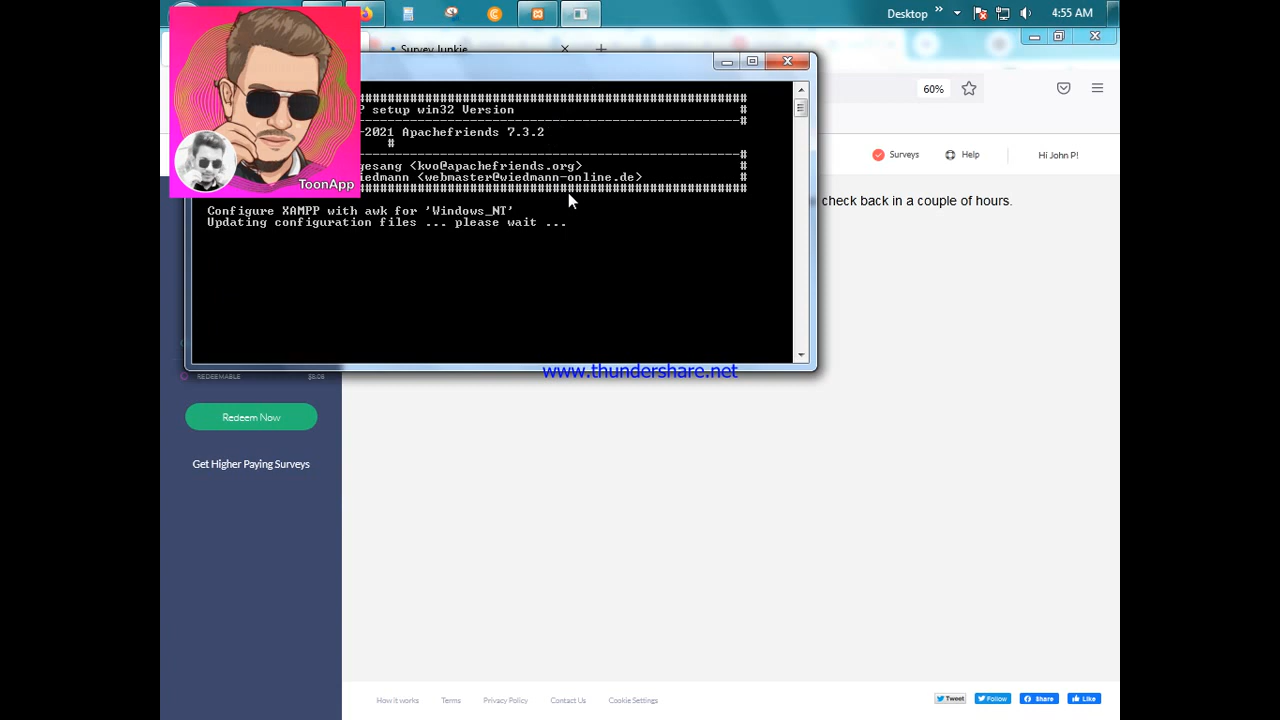 Desktop »
4:55 AM
Survey Junkie
60%
ToonApp
###################################################
P setup win32 Version #
--------------------------------------------------#
-2021 Apachefriends 7.3.2
#
--------------------------------------------------#
gesang <kvo@apachefriends.org> #
iedmann <webmaster@wiedmann-online.de> #
###################################################
Configure XAMPP with awk for 'Windows_NT'
Updating configuration files ... please wait ...
Surveys
Help
Hi John P!
check back in a couple of hours.
www.thundershare.net
REDEEMABLE
Redeem Now
Get Higher Paying Surveys
How it works Terms Privacy Policy Contact Us Cookie Settings
Tweet Follow Share Like